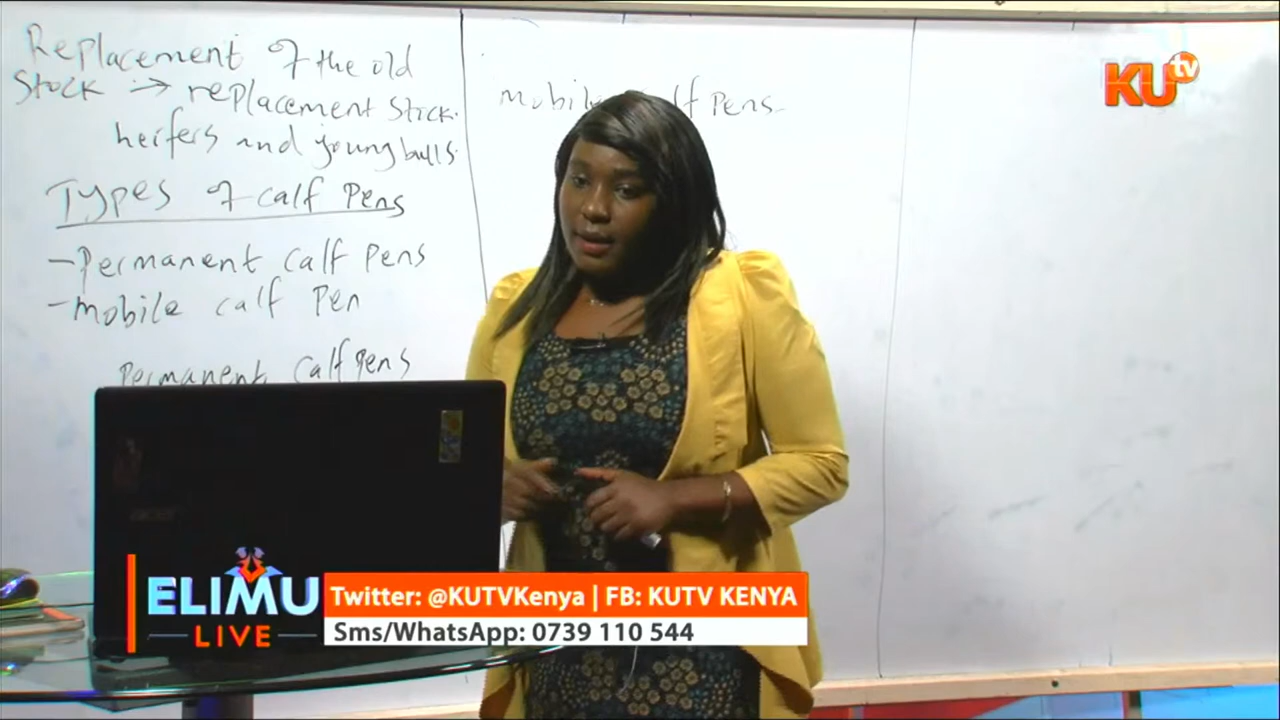 Replacement of the old
Stock → replacement stock.
heifers and young bulls.
Types of calf Pens
- Permanent calf Pens
- mobile calf Pen
Permanent calf Pens
mobile calf Pens
KU tv
ELIMU
LIVE
Twitter: @KUTVKenya | FB: KUTV KENYA
Sms/WhatsApp: 0739 110 544